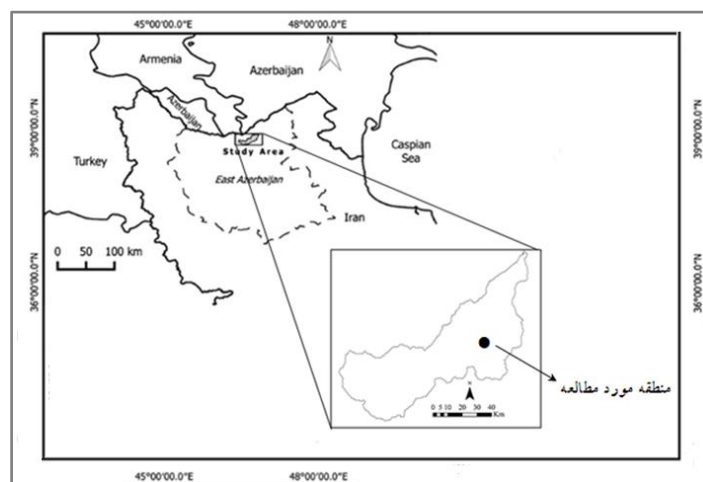 45°00'00.0"E
48°00'00.0"E
N
Armenia
Azerbaijan
Azerbaijan
39°00'00.0"N
39°00'00.0"N
Caspian
Sea
Study Area
Turkey
East Azerbaijan
Iran
0 50 100 km
36°00'00.0"N
36°00'00.0"N
منطقه مورد مطالعه
N
0 5 10 20 30 40
Km
45°00'00.0"E
48°00'00.0"E